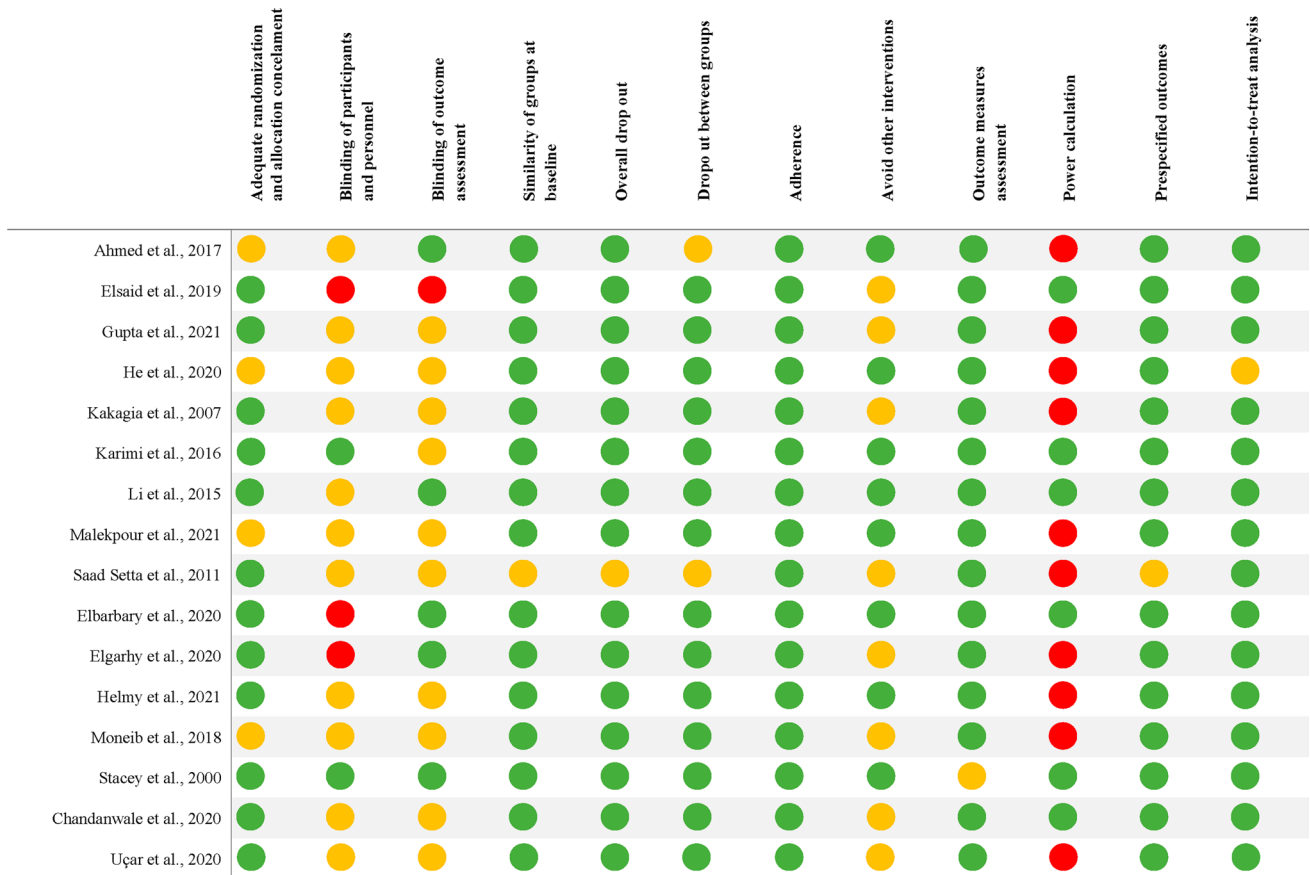 Adequate randomization
and allocation concelament
Blinding of participants
and personnel
Blinding of outcome
assessment
Similarity of groups at
baseline
Overall drop out
Dropo ut between groups
Adherence
Avoid other interventions
Outcome measures
assessment
Power calculation
Prespecified outcomes
Intention-to-treat analysis
Ahmed et al., 2017
Elsaid et al., 2019
Gupta et al., 2021
He et al., 2020
Kakagia et al., 2007
Karimi et al., 2016
Li et al., 2015
Malekpour et al., 2021
Saad Setta et al., 2011
Elbarbary et al., 2020
Elgarhy et al., 2020
Helmy et al., 2021
Moneib et al., 2018
Stacey et al., 2000
Chandanwale et al., 2020
Uçar et al., 2020